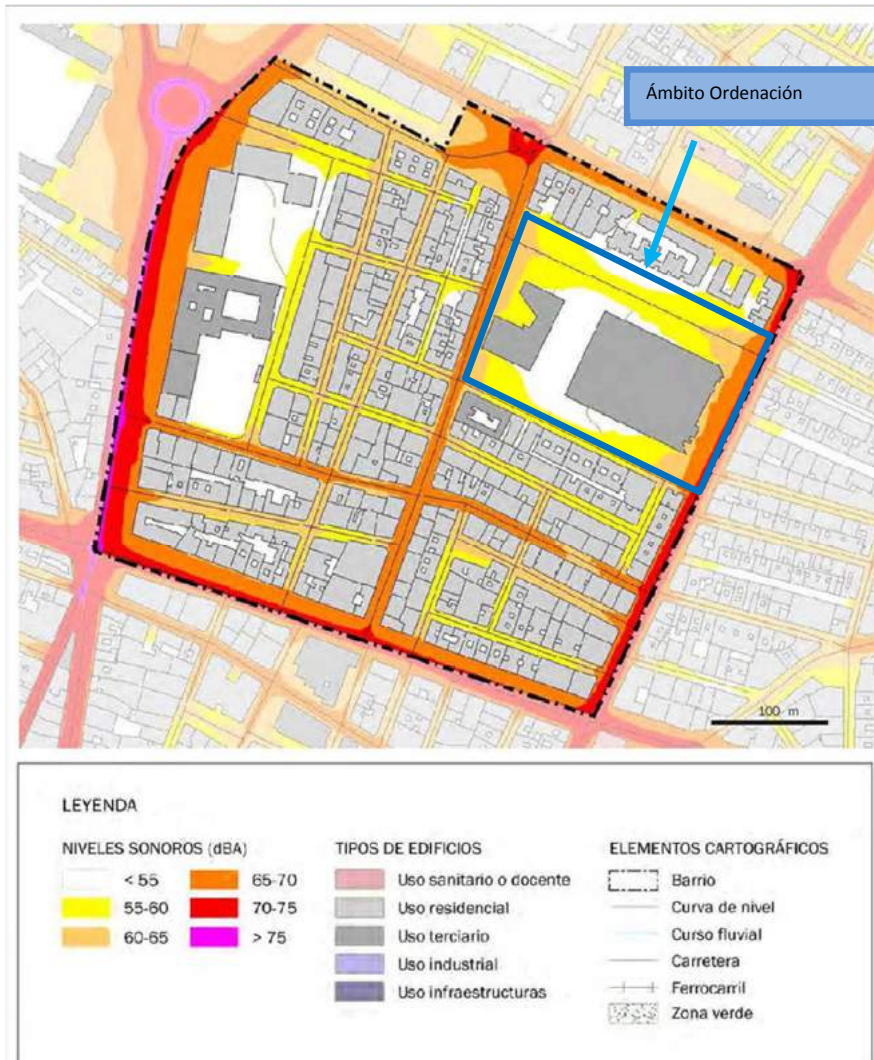 Ámbito Ordenación
100 m
LEYENDA
NIVELES SONOROS (dBA)
< 55
55-60
60-65
65-70
70-75
> 75
TIPOS DE EDIFICIOS
Uso sanitario o docente
Uso residencial
Uso terciario
Uso industrial
Uso infraestructuras
ELEMENTOS CARTOGRÁFICOS
Barrio
Curva de nivel
Curso fluvial
Carretera
Ferrocarril
Zona verde